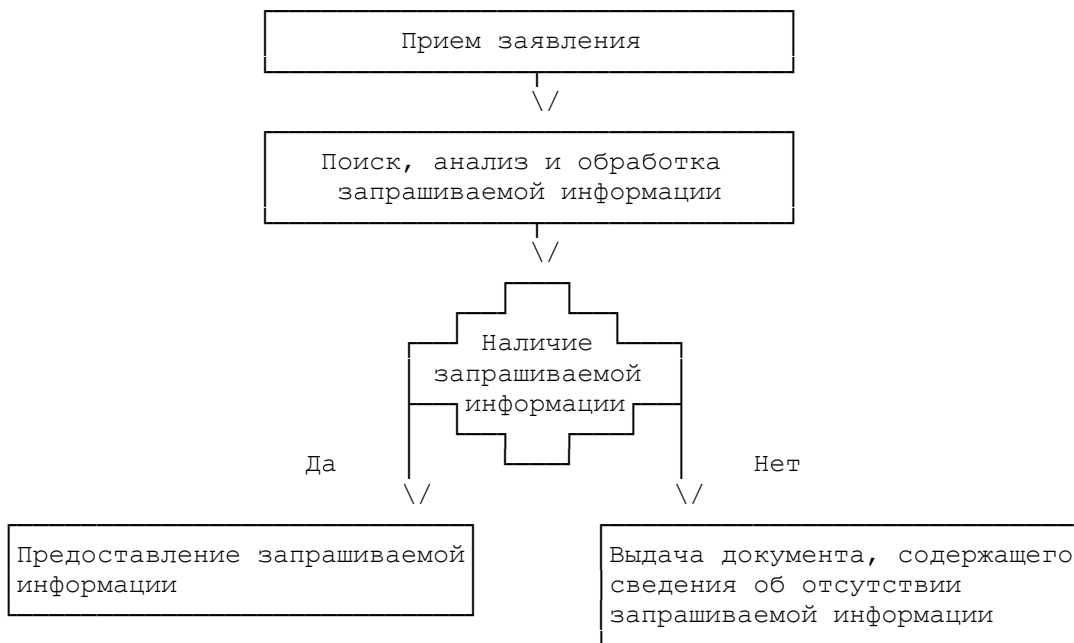 Прием заявления
Поиск, анализ и обработка
запрашиваемой информации
Наличие
запрашиваемой
информации
Да
Нет
Предоставление запрашиваемой
информации
Выдача документа, содержащего
сведения об отсутствии
запрашиваемой информации